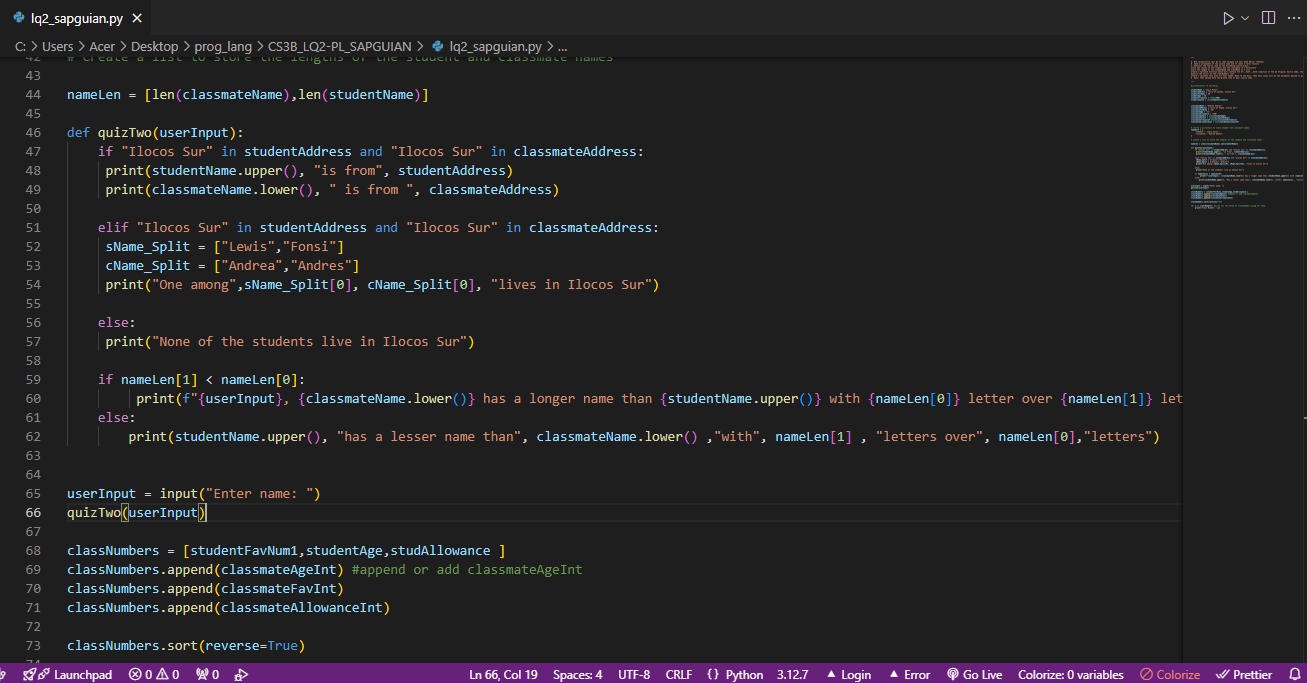 lq2_sapguian.py
C: > Users > Acer > Desktop > prog_lang > CS3B_LQ2-PL_SAPGUIAN > lq2_sapguian.py > ...
42 # Create a list to store the lengths of the student and classmate names
43
44 nameLen = [len(classmateName),len(studentName)]
45
46 def quizTwo(userInput):
47     if "Ilocos Sur" in studentAddress and "Ilocos Sur" in classmateAddress:
48      print(studentName.upper(), "is from", studentAddress)
49      print(classmateName.lower(), " is from ", classmateAddress)
50
51     elif "Ilocos Sur" in studentAddress and "Ilocos Sur" in classmateAddress:
52      sName_Split = ["Lewis","Fonsi"]
53      cName_Split = ["Andrea","Andres"]
54      print("One among",sName_Split[0], cName_Split[0], "lives in Ilocos Sur")
55
56     else:
57      print("None of the students live in Ilocos Sur")
58
59     if nameLen[1] < nameLen[0]:
60          print(f"{userInput}, {classmateName.lower()} has a longer name than {studentName.upper()} with {nameLen[0]} letter over {nameLen[1]} let
61     else:
62         print(studentName.upper(), "has a lesser name than", classmateName.lower() ,"with", nameLen[1] , "letters over", nameLen[0],"letters")
63
64
65 userInput = input("Enter name: ")
66 quizTwo(userInput)
67
68 classNumbers = [studentFavNum1,studentAge,studAllowance ]
69 classNumbers.append(classmateAgeInt) #append or add classmateAgeInt
70 classNumbers.append(classmateFavInt)
71 classNumbers.append(classmateAllowanceInt)
72
73 classNumbers.sort(reverse=True)
74
Launchpad 0 0 0 Ln 66, Col 19 Spaces: 4 UTF-8 CRLF {} Python 3.12.7 Login Error Go Live Colorize: 0 variables Colorize Prettier